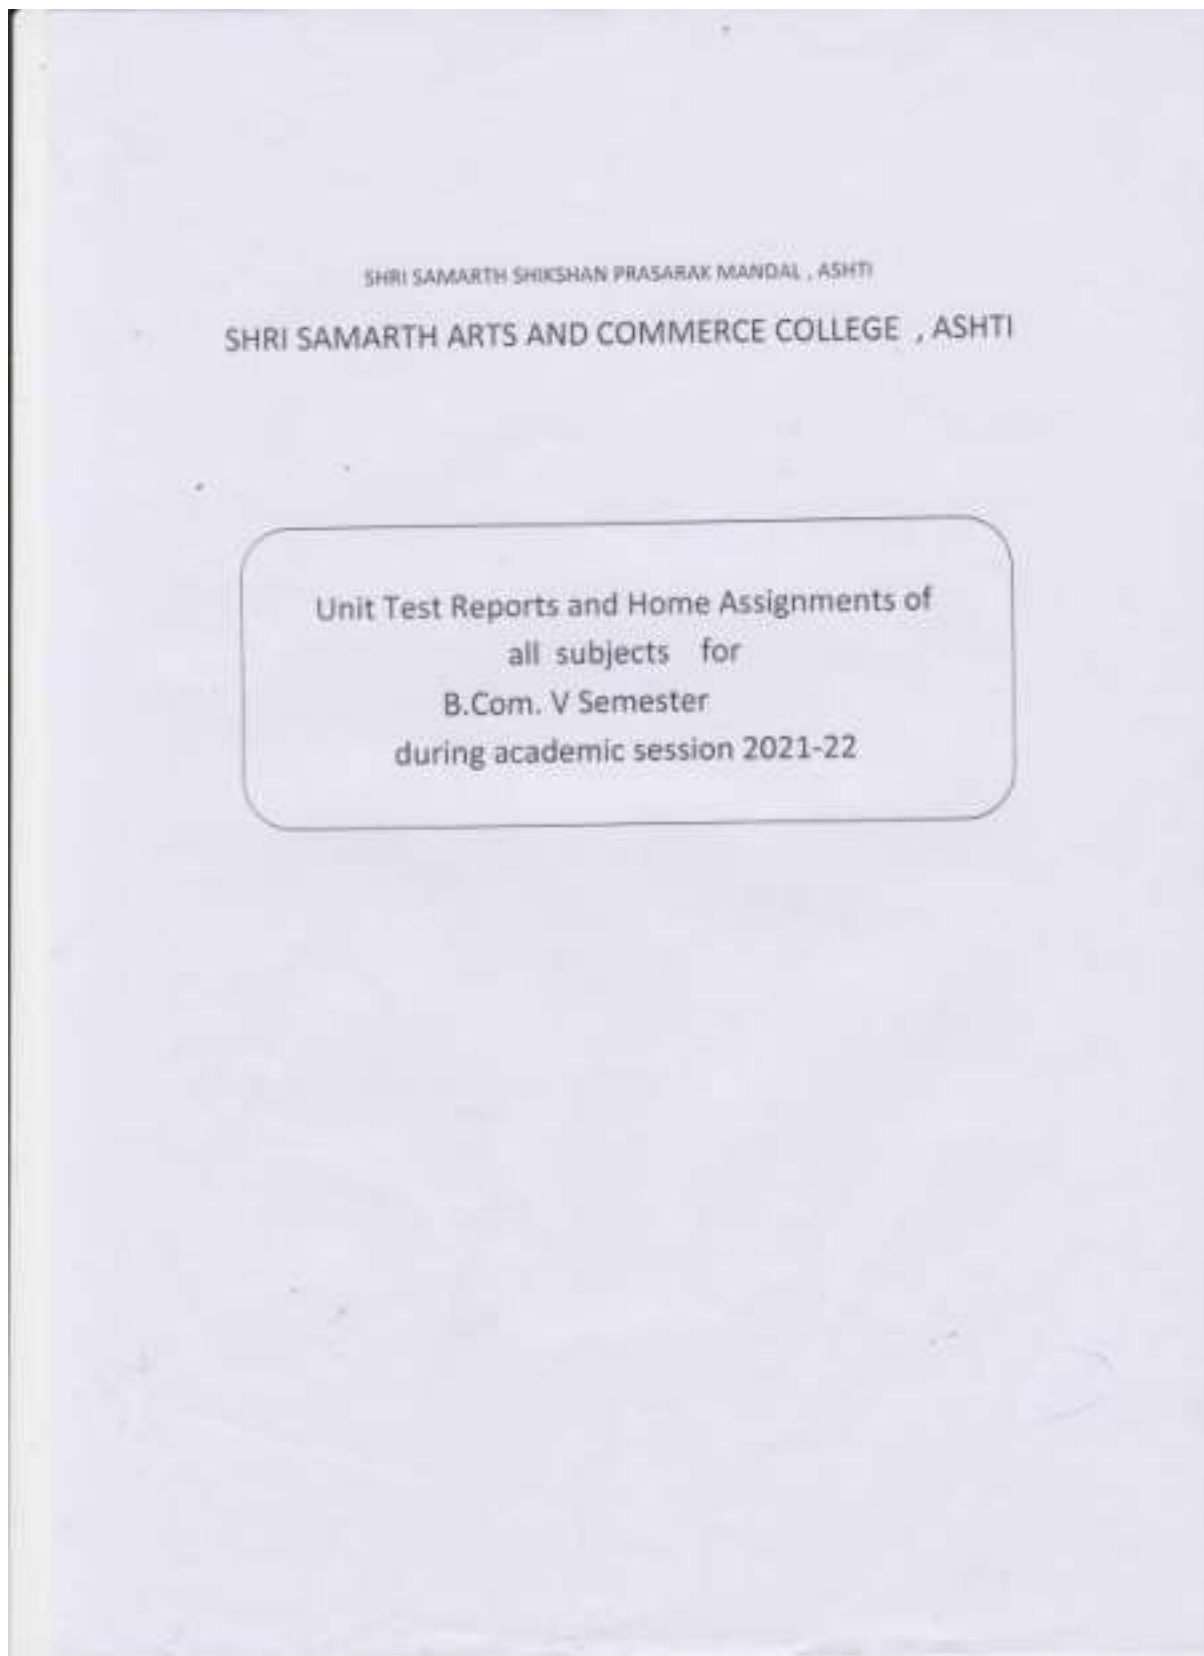 SHRI SAMARTH SHIKSHAN PRASARAK MANDAL , ASHTI
SHRI SAMARTH ARTS AND COMMERCE COLLEGE , ASHTI
Unit Test Reports and Home Assignments of
all subjects for
B.Com. V Semester
during academic session 2021-22